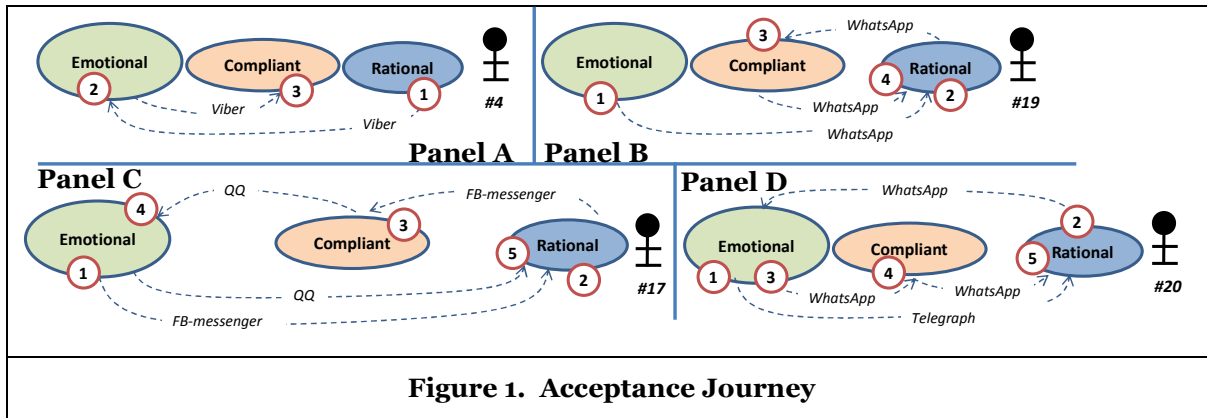 Emotional
2
Compliant
3
Rational
1
Viber
Viber
#4
Panel A
Emotional
1
3
Compliant
WhatsApp
4
Rational
2
WhatsApp
WhatsApp
#19
Panel B
Panel C
4
Emotional
1
QQ
3
Compliant
FB-messenger
5
Rational
2
QQ
FB-messenger
#17
Panel D
WhatsApp
Emotional
1
3
Compliant
4
2
5
Rational
WhatsApp
WhatsApp
Telegraph
#20
Figure 1. Acceptance Journey